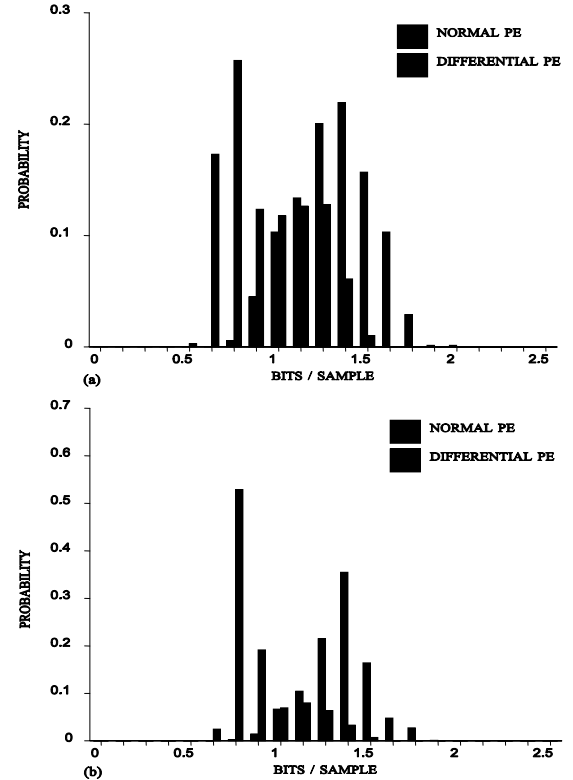 0.3
NORMAL PE
DIFFERENTIAL PE
0.2
PROBABILITY
0.1
0
0 0.5 1 1.5 2 2.5
(a) BITS / SAMPLE
0.7
NORMAL PE
0.6
DIFFERENTIAL PE
0.5
0.4
PROBABILITY
0.3
0.2
0.1
0
0 0.5 1 1.5 2 2.5
(b) BITS / SAMPLE